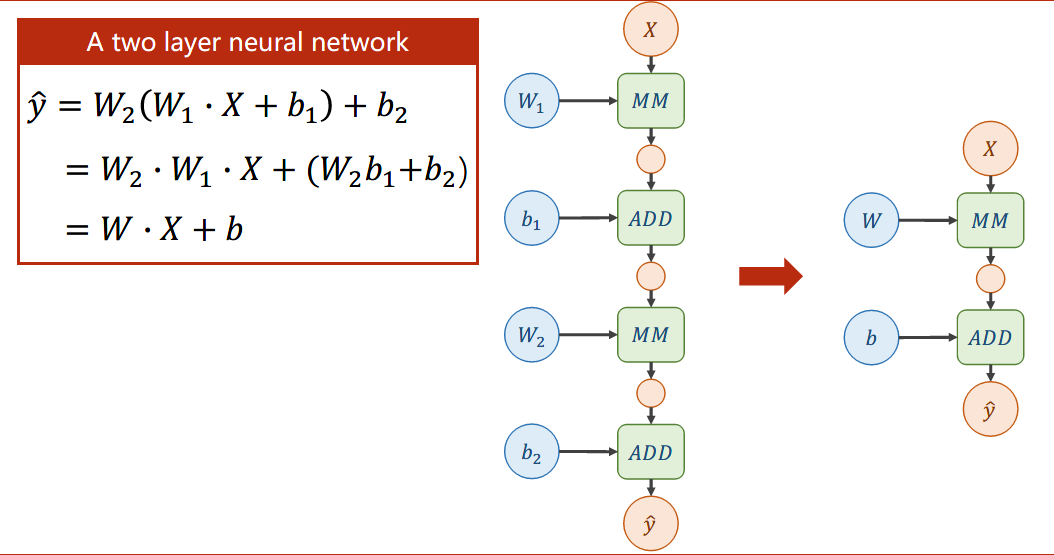 A two layer neural network
ŷ = W₂(W₁ · X + b₁) + b₂
= W₂ · W₁ · X + (W₂b₁+b₂)
= W · X + b
X
W₁
MM
b₁
ADD
W₂
MM
b₂
ADD
ŷ
X
W
MM
b
ADD
ŷ